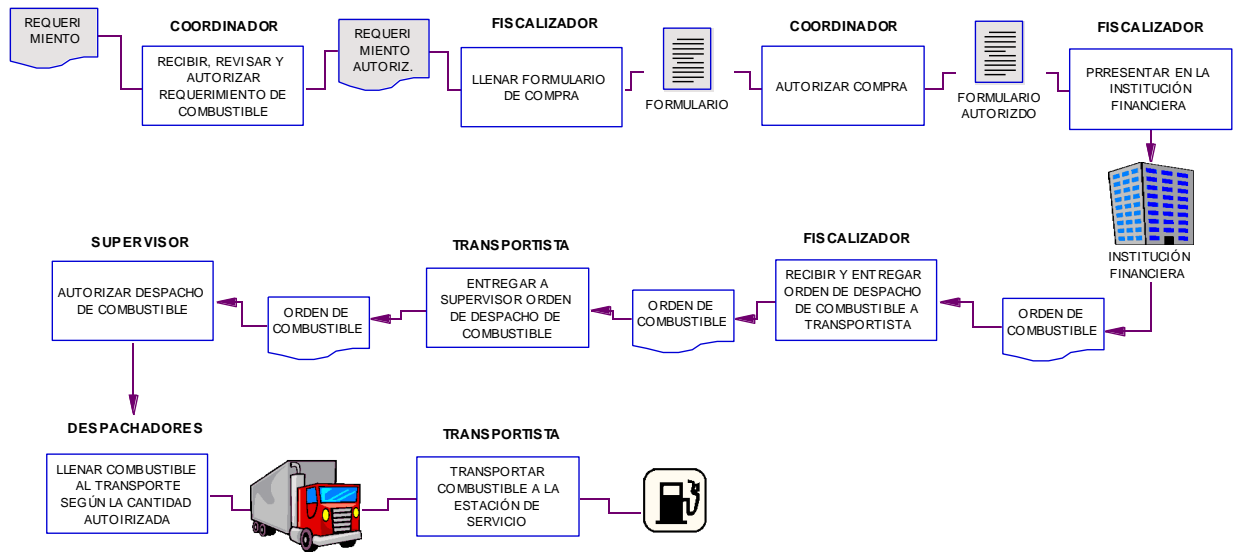 REQUERI
MIENTO
COORDINADOR
RECIBIR, REVISAR Y
AUTORIZAR
REQUERIMIENTO DE
COMBUSTIBLE
REQUERI
MIENTO
AUTORIZ.
FISCALIZADOR
LLENAR FORMULARIO
DE COMPRA
FORMULARIO
COORDINADOR
AUTORIZAR COMPRA
FORMULARIO
AUTORIZDO
FISCALIZADOR
PRRESENTAR EN LA
INSTITUCIÓN
FINANCIERA
INSTITUCIÓN
FINANCIERA
ORDEN DE
COMBUSTIBLE
FISCALIZADOR
RECIBIR Y ENTREGAR
ORDEN DE DESPACHO
DE COMBUSTIBLE A
TRANSPORTISTA
ORDEN DE
COMBUSTIBLE
TRANSPORTISTA
ENTREGAR A
SUPERVISOR ORDEN
DE DESPACHO DE
COMBUSTIBLE
ORDEN DE
COMBUSTIBLE
SUPERVISOR
AUTORIZAR DESPACHO
DE COMBUSTIBLE
DESPACHADORES
LLENAR COMBUSTIBLE
AL TRANSPORTE
SEGÚN LA CANTIDAD
AUTOIRIZADA
TRANSPORTISTA
TRANSPORTAR
COMBUSTIBLE A LA
ESTACIÓN DE
SERVICIO